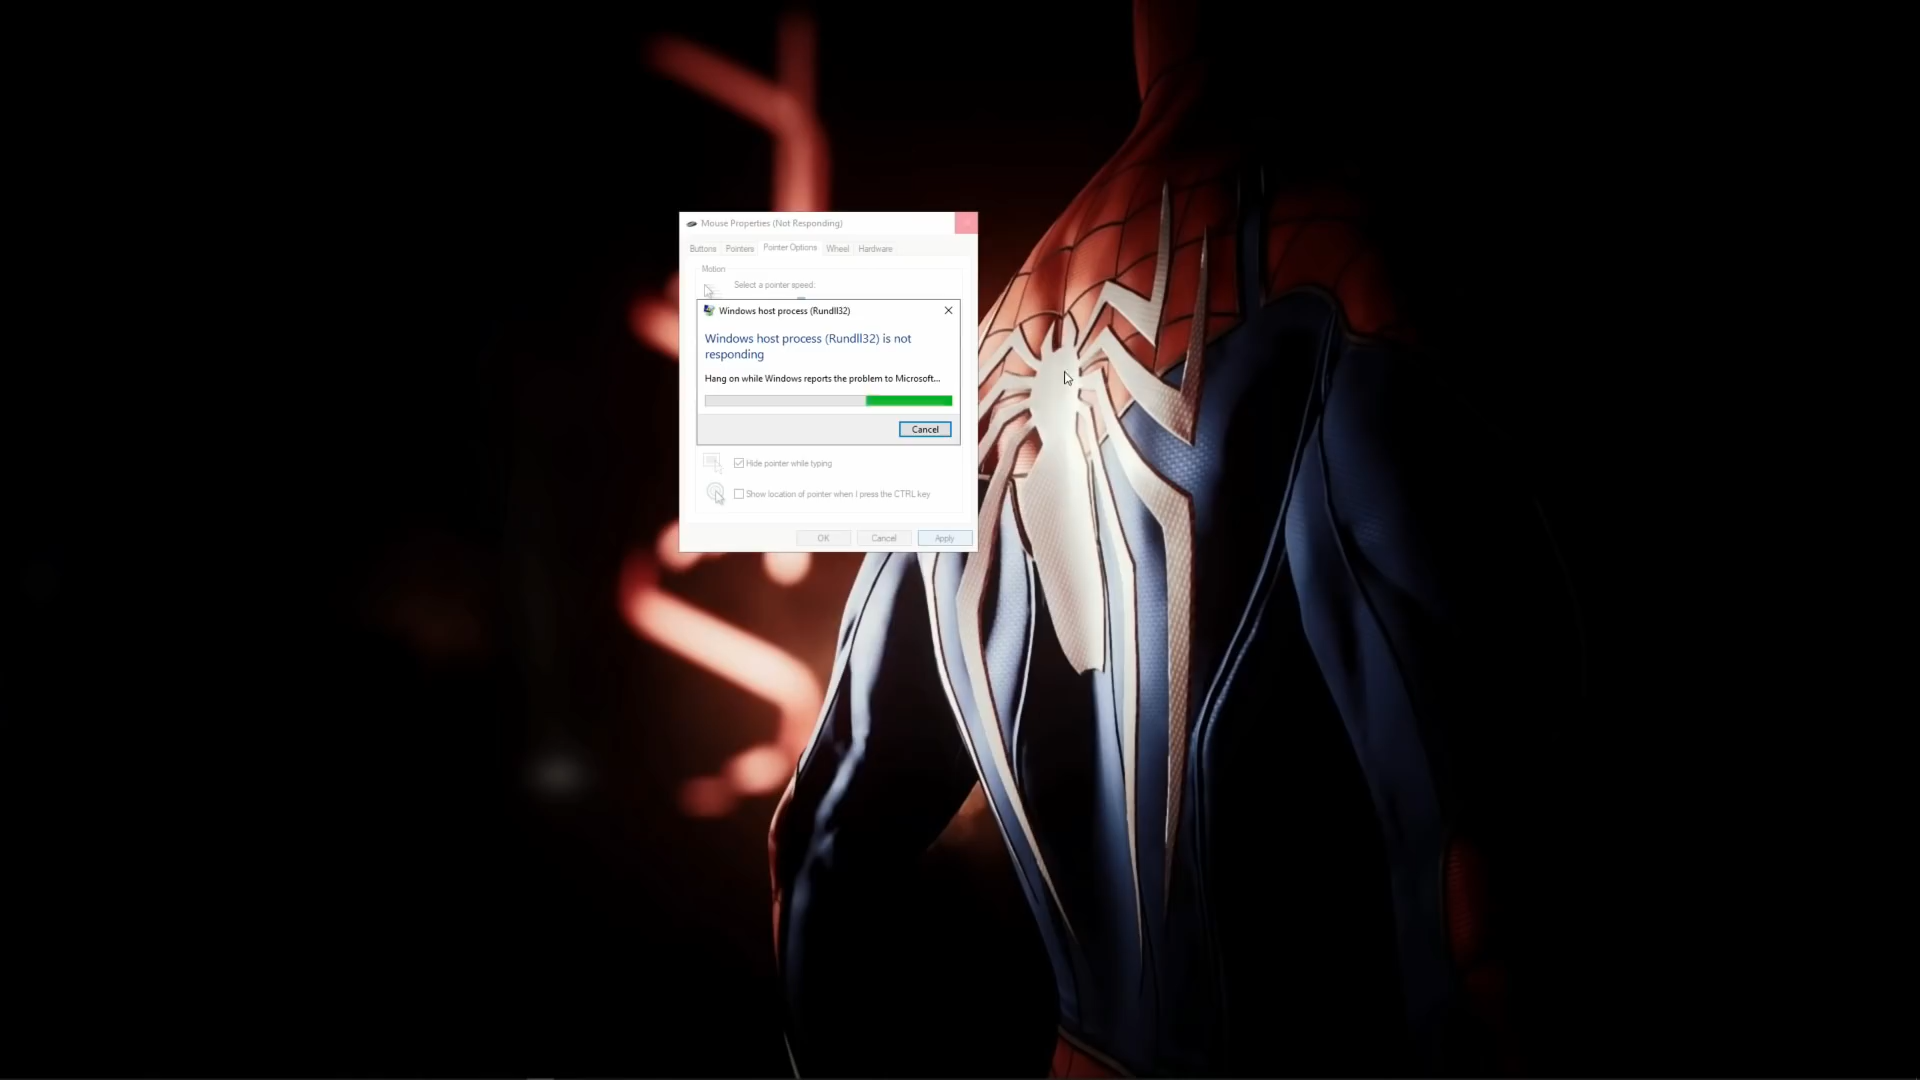 Mouse Properties (Not Responding)
Buttons Pointers Pointer Options Wheel Hardware
Motion
Select a pointer speed:
Windows host process (Rundll32)
Windows host process (Rundll32) is not
responding
Hang on while Windows reports the problem to Microsoft...
Cancel
Hide pointer while typing
Show location of pointer when I press the CTRL key
OK Cancel Apply